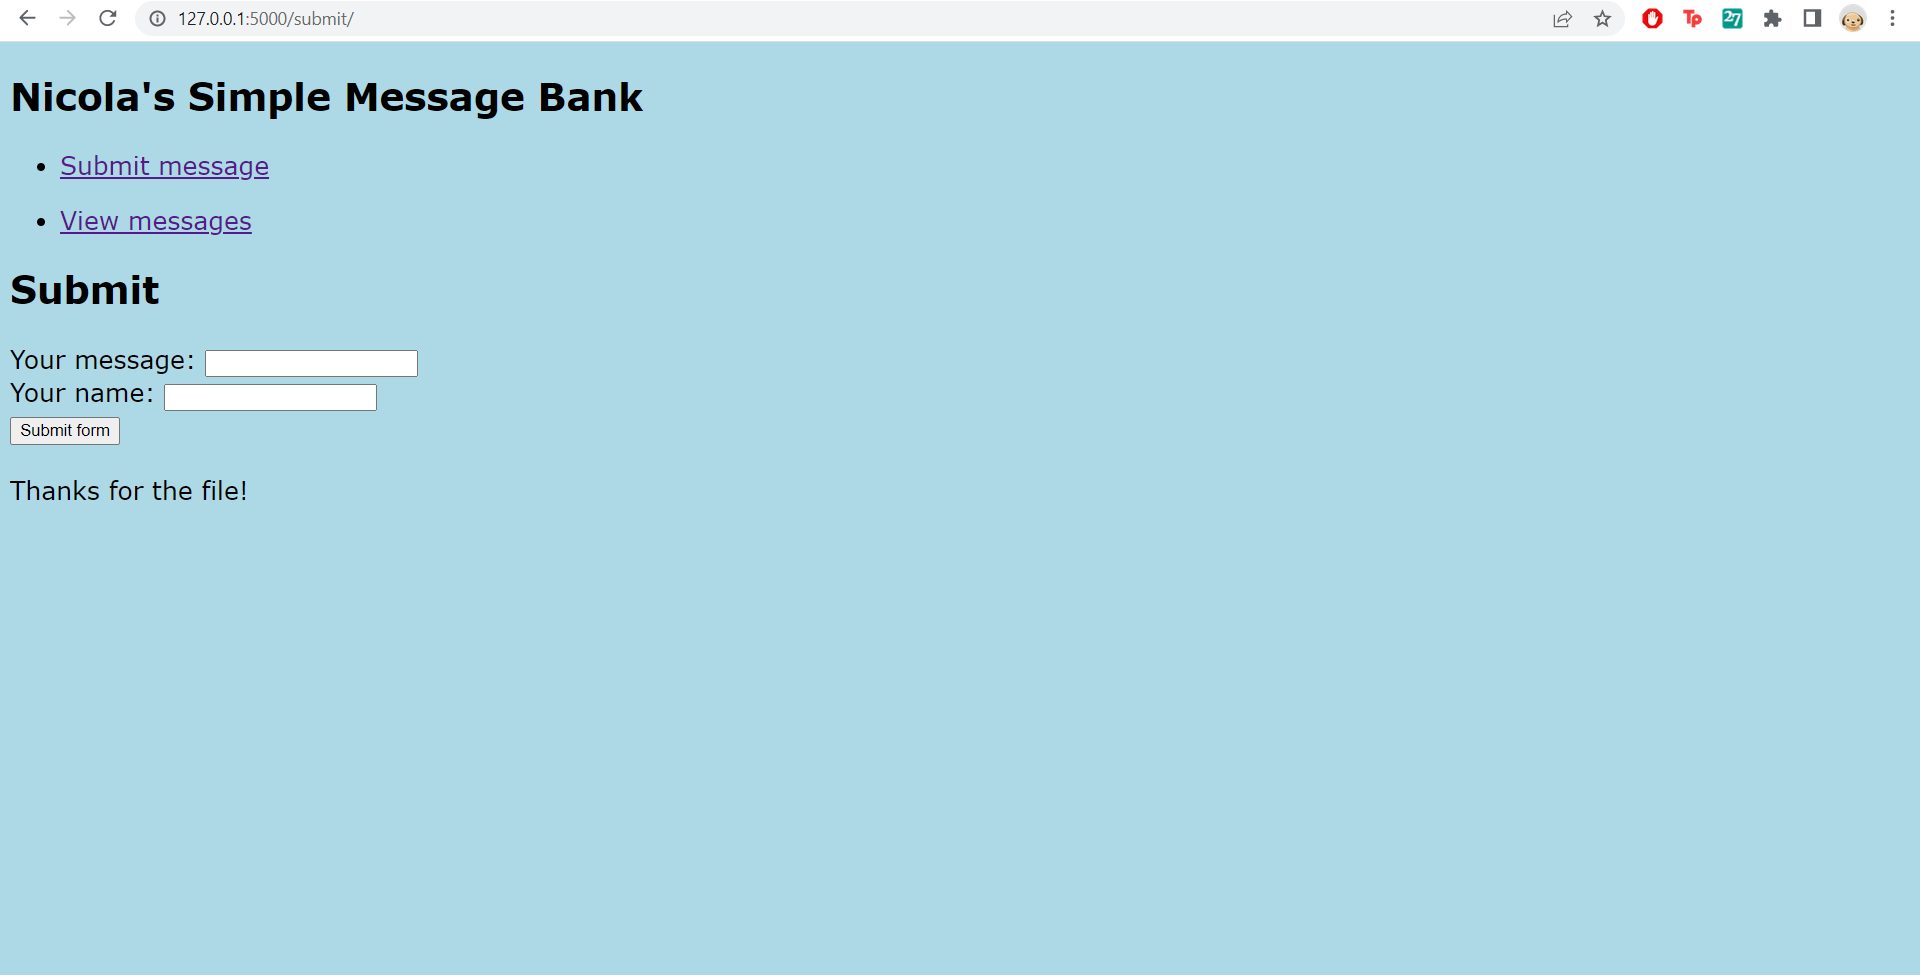 127.0.0.1:5000/submit/
Tp
27
Nicola's Simple Message Bank
Submit message
View messages
Submit
Your message:
Your name:
Submit form
Thanks for the file!